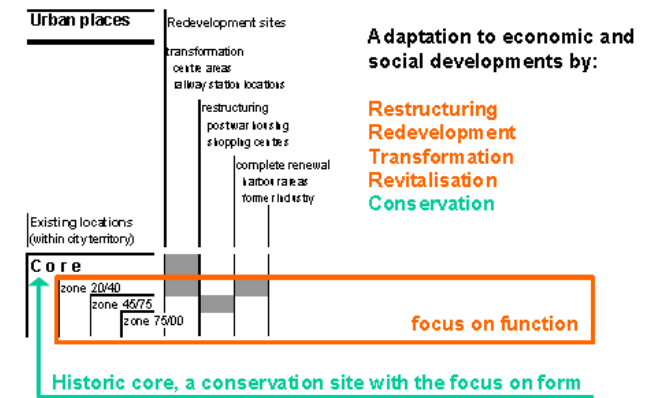 Urban places
Redevelopment sites
transformation
centre areas
railway station locations
restructuring
postwar housing
shopping centres
complete renewal
harbour areas
former industry
Existing locations
(within city territory)
Core
zone 20/40
zone 45/75
zone 75/00
Adaptation to economic and
social developments by:
Restructuring
Redevelopment
Transformation
Revitalisation
Conservation
focus on function
Historic core, a conservation site with the focus on form